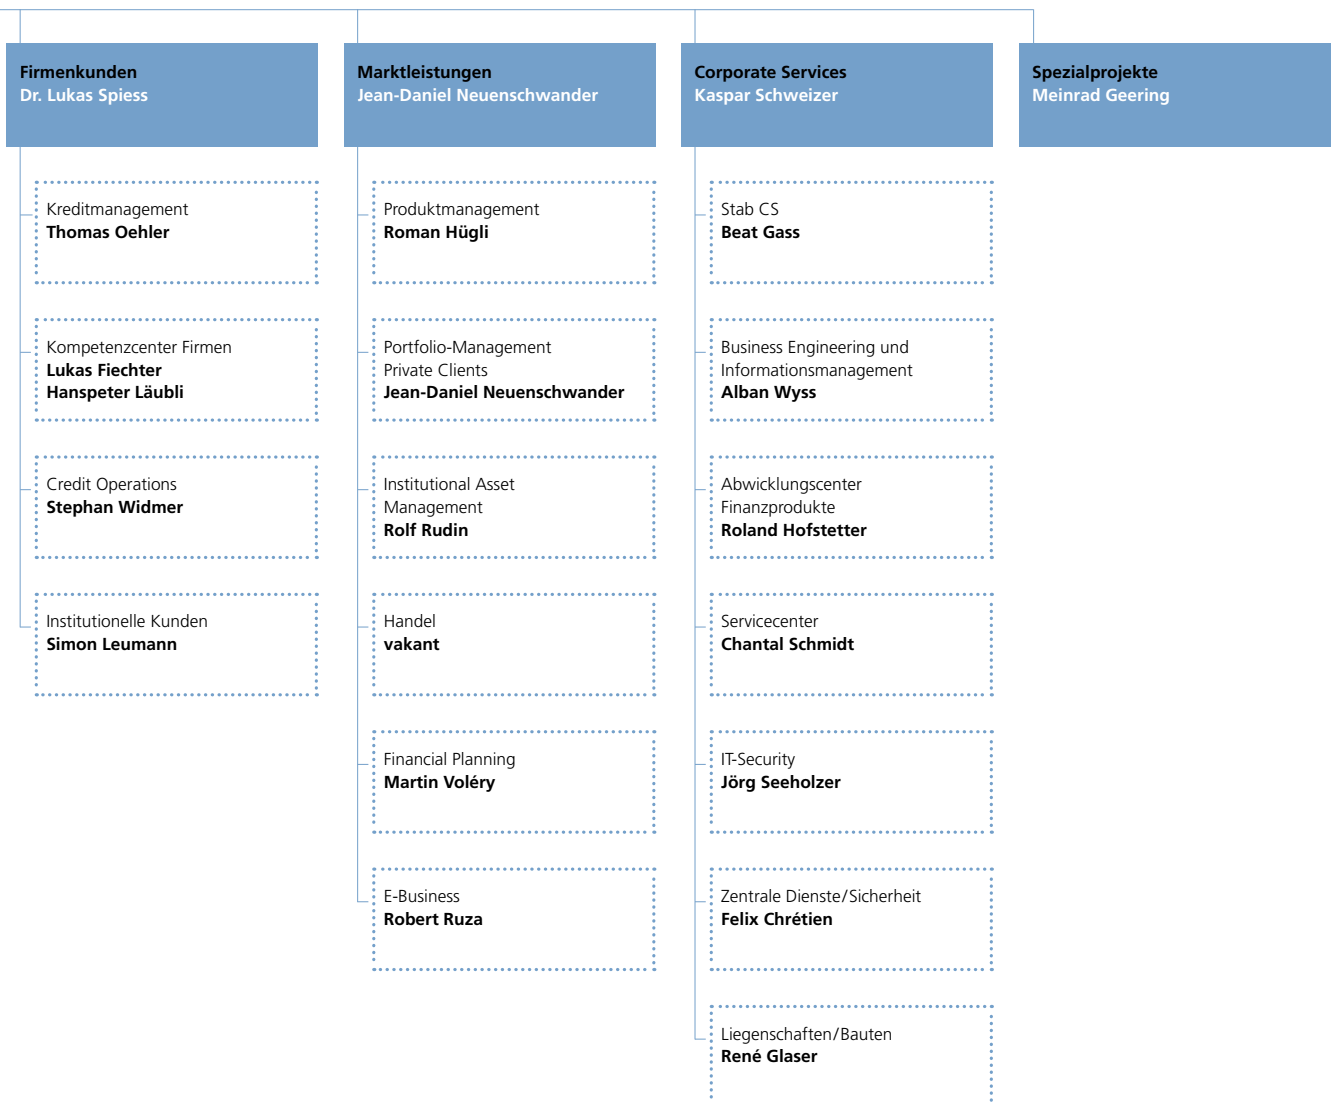 Firmenkunden
Dr. Lukas Spiess
Kreditmanagement
Thomas Oehler
Kompetenzcenter Firmen
Lukas Fiechter
Hanspeter Läubli
Credit Operations
Stephan Widmer
Institutionelle Kunden
Simon Leumann
Marktleistungen
Jean-Daniel Neuenschwander
Produktmanagement
Roman Hügli
Portfolio-Management
Private Clients
Jean-Daniel Neuenschwander
Institutional Asset
Management
Rolf Rudin
Handel
vakant
Financial Planning
Martin Voléry
E-Business
Robert Ruza
Corporate Services
Kaspar Schweizer
Stab CS
Beat Gass
Business Engineering und
Informationsmanagement
Alban Wyss
Abwicklungscenter
Finanzprodukte
Roland Hofstetter
Servicecenter
Chantal Schmidt
IT-Security
Jörg Seeholzer
Zentrale Dienste/Sicherheit
Felix Chrétien
Liegenschaften/Bauten
René Glaser
Spezialprojekte
Meinrad Geering